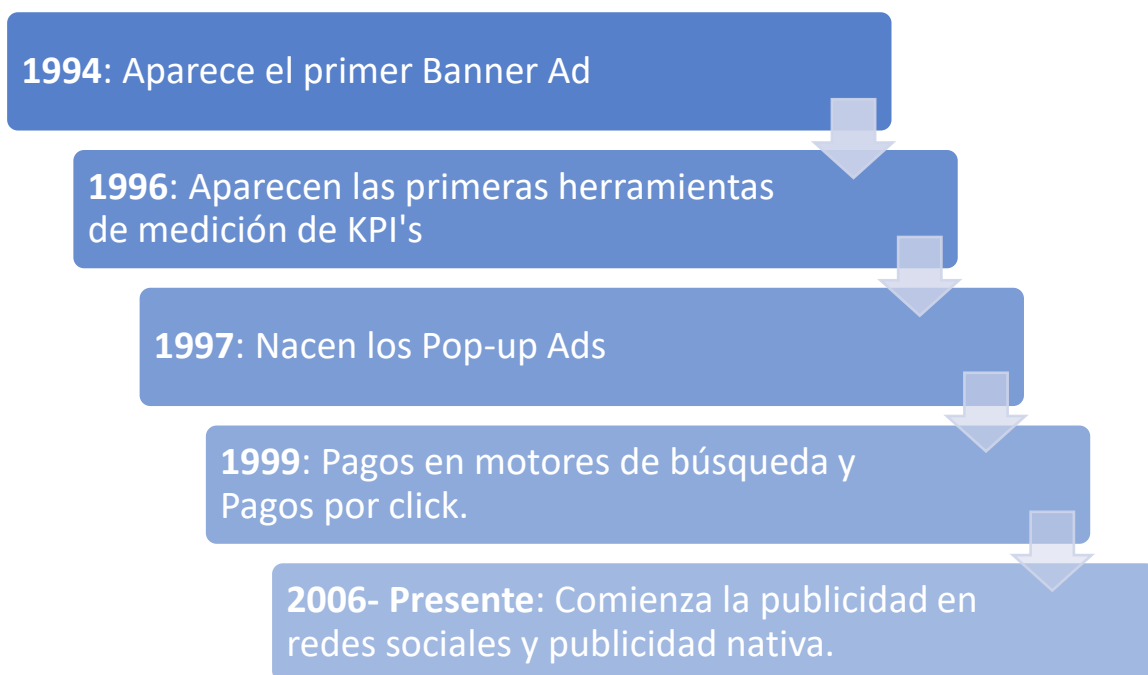 1994: Aparece el primer Banner Ad
1996: Aparecen las primeras herramientas
de medición de KPI's
1997: Nacen los Pop-up Ads
1999: Pagos en motores de búsqueda y
Pagos por click.
2006- Presente: Comienza la publicidad en
redes sociales y publicidad nativa.